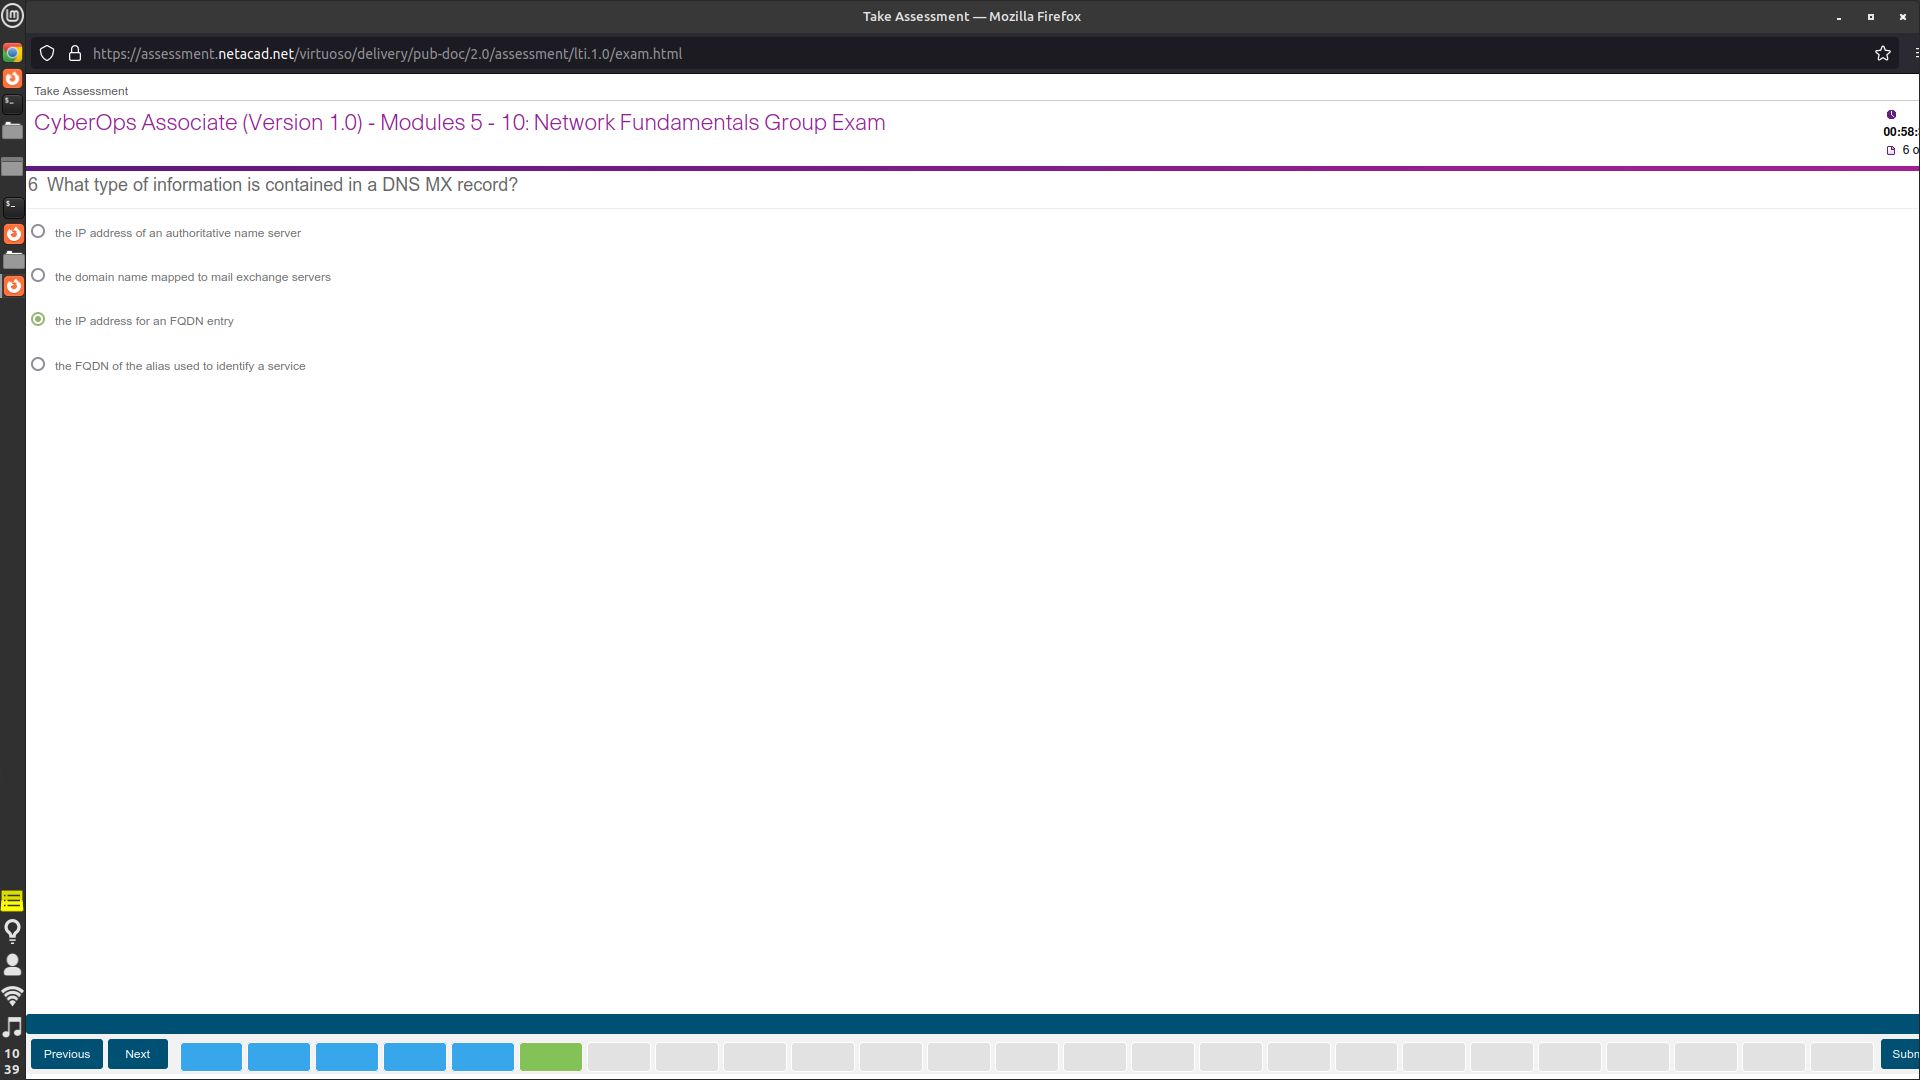 Take Assessment — Mozilla Firefox
https://assessment.netacad.net/virtuoso/delivery/pub-doc/2.0/assessment/lti.1.0/exam.html
Take Assessment
CyberOps Associate (Version 1.0) - Modules 5 - 10: Network Fundamentals Group Exam
00:58:
6 o
6 What type of information is contained in a DNS MX record?
the IP address of an authoritative name server
the domain name mapped to mail exchange servers
the IP address for an FQDN entry
the FQDN of the alias used to identify a service
Previous
Next
Subm
10
39